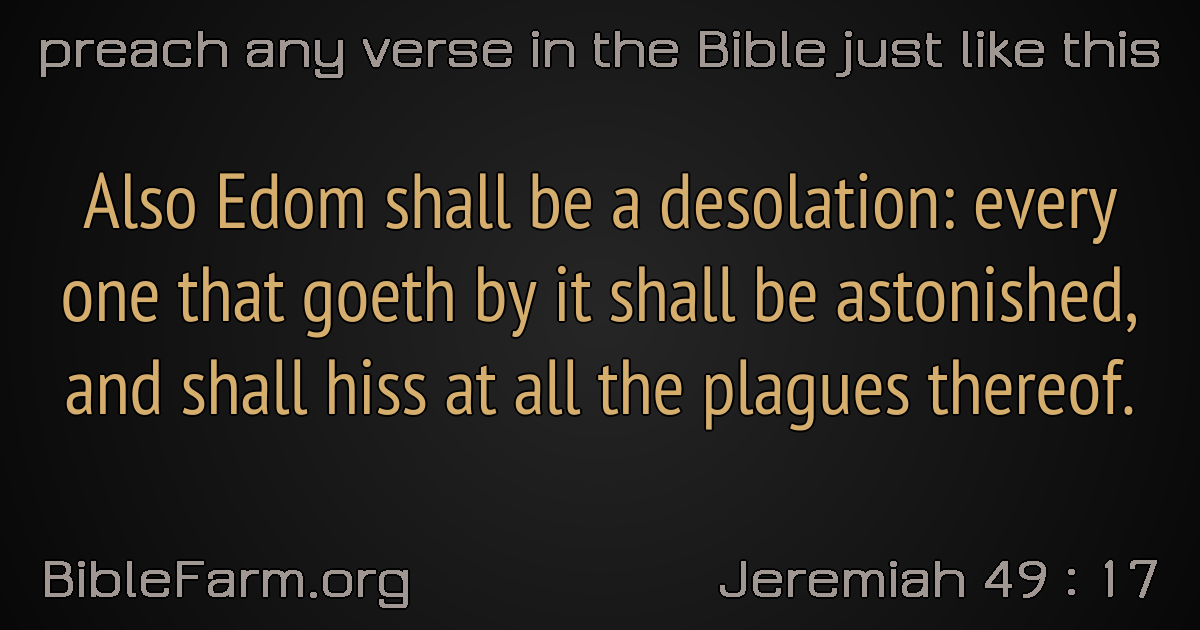 preach any verse in the Bible just like this
Also Edom shall be a desolation: every
one that goeth by it shall be astonished,
and shall hiss at all the plagues thereof.
BibleFarm.org
Jeremiah 49 : 17